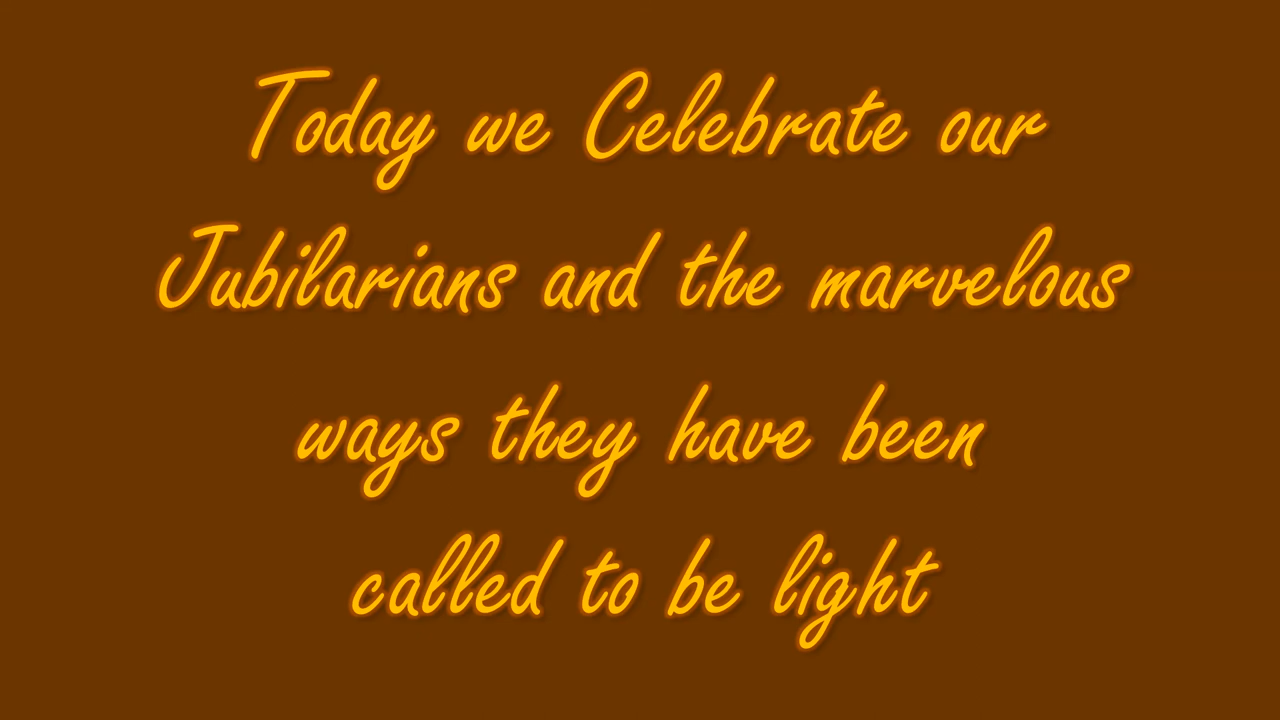 Today we Celebrate our
Jubilarians and the marvelous
ways they have been
called to be light